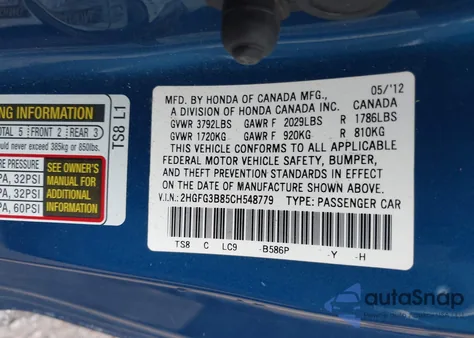 MFD. BY HONDA OF CANADA MFG., 05/'12
A DIVISION OF HONDA CANADA INC. CANADA
GVWR 3792LBS GAWR F 2029LBS R 1786LBS
GVWR 1720KG GAWR F 920KG R 810KG
THIS VEHICLE CONFORMS TO ALL APPLICABLE
FEDERAL MOTOR VEHICLE SAFETY, BUMPER,
AND THEFT PREVENTION STANDARDS IN EFFECT
ON THE DATE OF MANUFACTURE SHOWN ABOVE.
V.I.N.: 2HGFG3B85CH548779 TYPE: PASSENGER CAR
TS8 C LC9 -B586P -Y -H
NG INFORMATION
OTAL 5 FRONT 2 REAR 3
ould never exceed 385kg or 850lbs.
TS8 L1
E PRESSURE
PA, 32PSI
PA, 32PSI
PA, 60PSI
SEE OWNER'S
MANUAL FOR
ADDITIONAL
INFORMATION
autoSnap